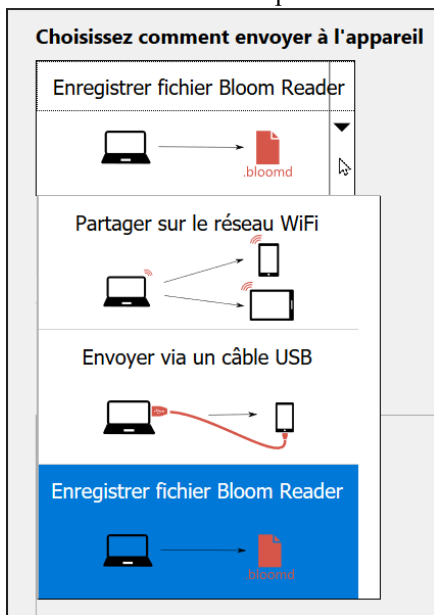 Choisissez comment envoyer à l'appareil
Enregistrer fichier Bloom Reader
.bloomd
Partager sur le réseau WiFi
Envoyer via un câble USB
Enregistrer fichier Bloom Reader
.bloomd